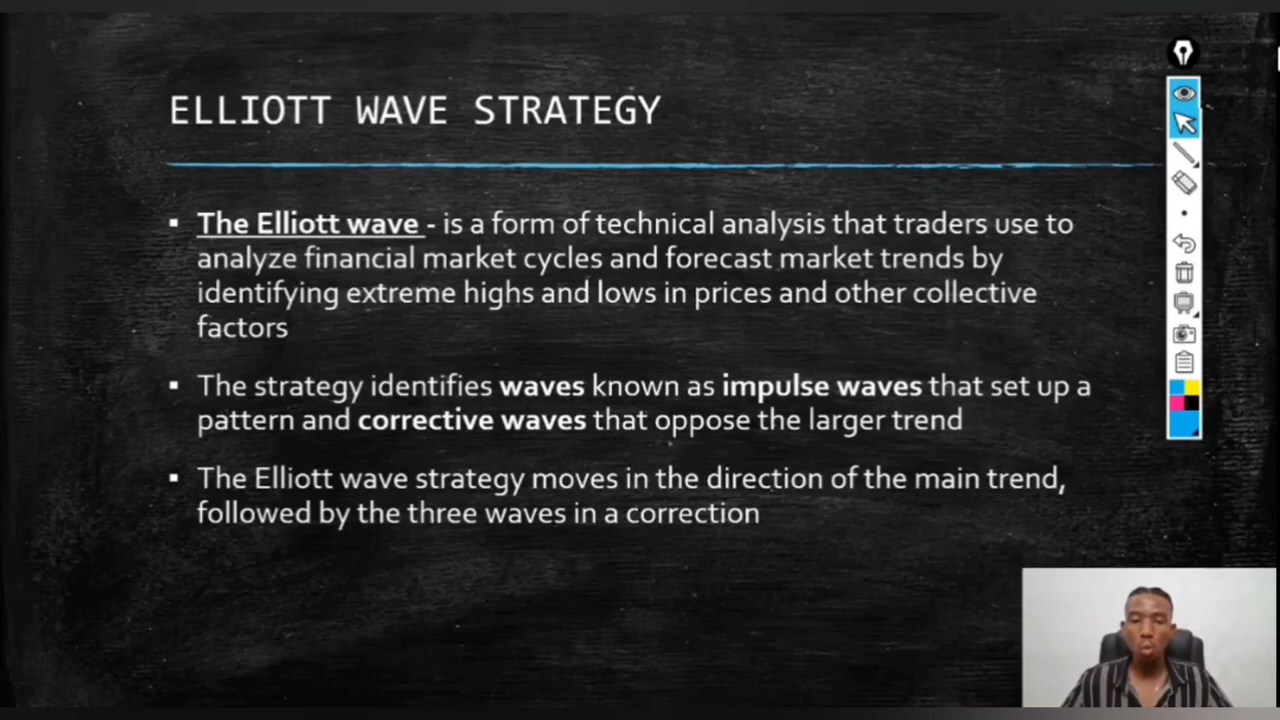 ELLIOTT WAVE STRATEGY
▪ The Elliott wave - is a form of technical analysis that traders use to
analyze financial market cycles and forecast market trends by
identifying extreme highs and lows in prices and other collective
factors
▪ The strategy identifies waves known as impulse waves that set up a
pattern and corrective waves that oppose the larger trend
▪ The Elliott wave strategy moves in the direction of the main trend,
followed by the three waves in a correction